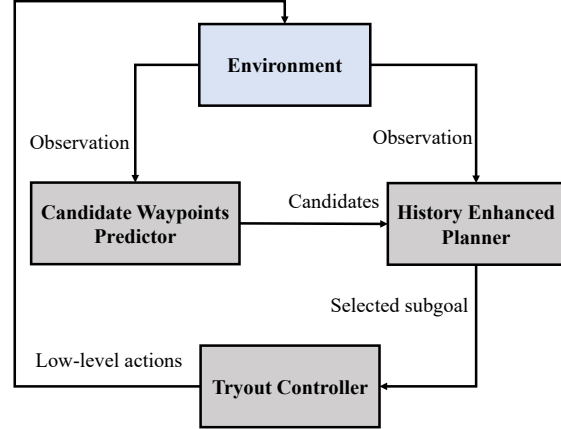 Environment
Observation
Observation
Candidate Waypoints
Predictor
Candidates
History Enhanced
Planner
Selected subgoal
Low-level actions
Tryout Controller